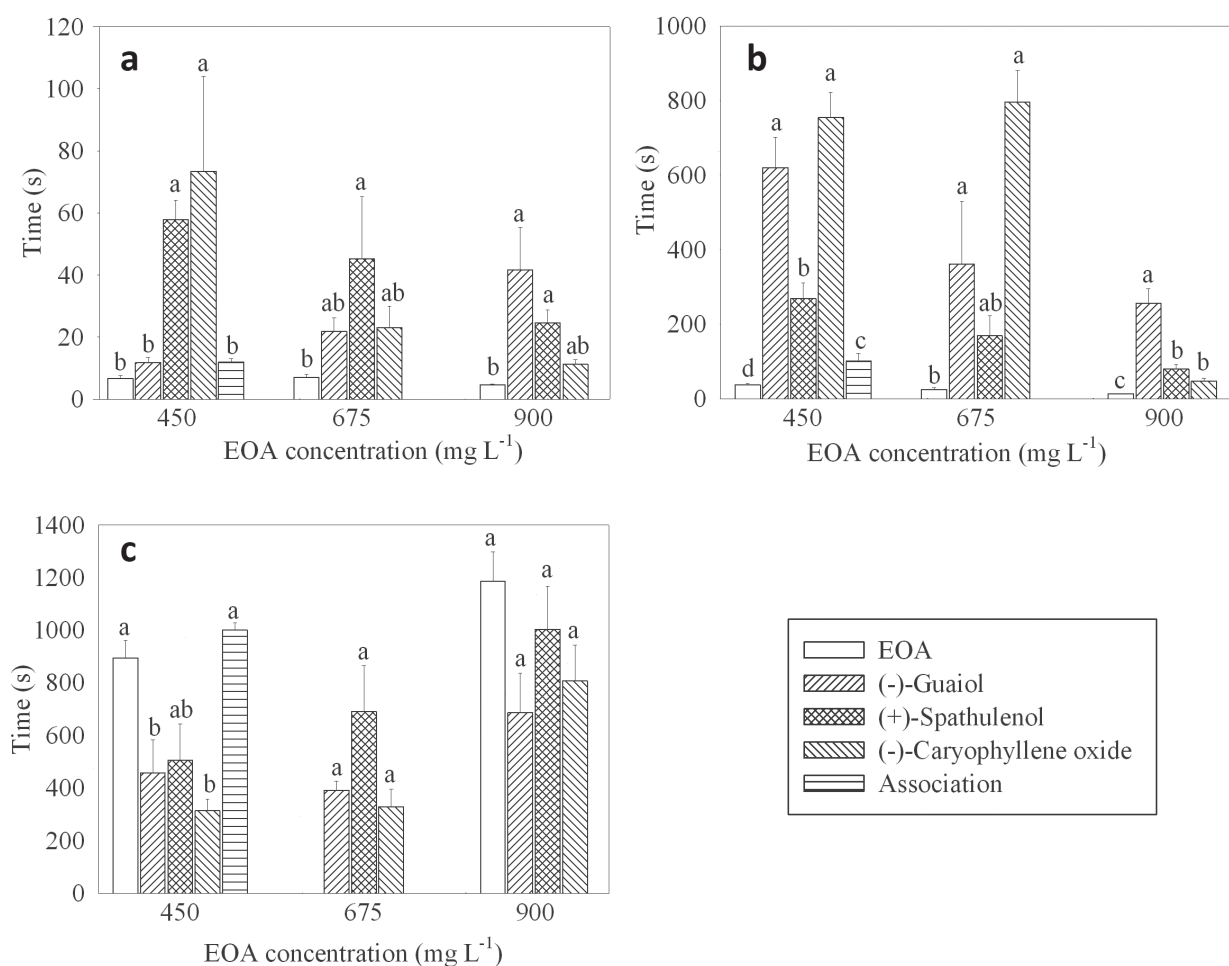 a
120
100
80
60
40
20
0
Time (s)
b b a a b
b ab a ab
b a a ab
450 675 900
EOA concentration (mg L-1)
b
1000
800
600
400
200
0
Time (s)
d a b a c
b a ab a
c a b b
450 675 900
EOA concentration (mg L-1)
c
1400
1200
1000
800
600
400
200
0
Time (s)
a b ab b a
a a a
a a a a
450 675 900
EOA concentration (mg L-1)
EOA
(-)-Guaiol
(+)-Spathulenol
(-)-Caryophyllene oxide
Association